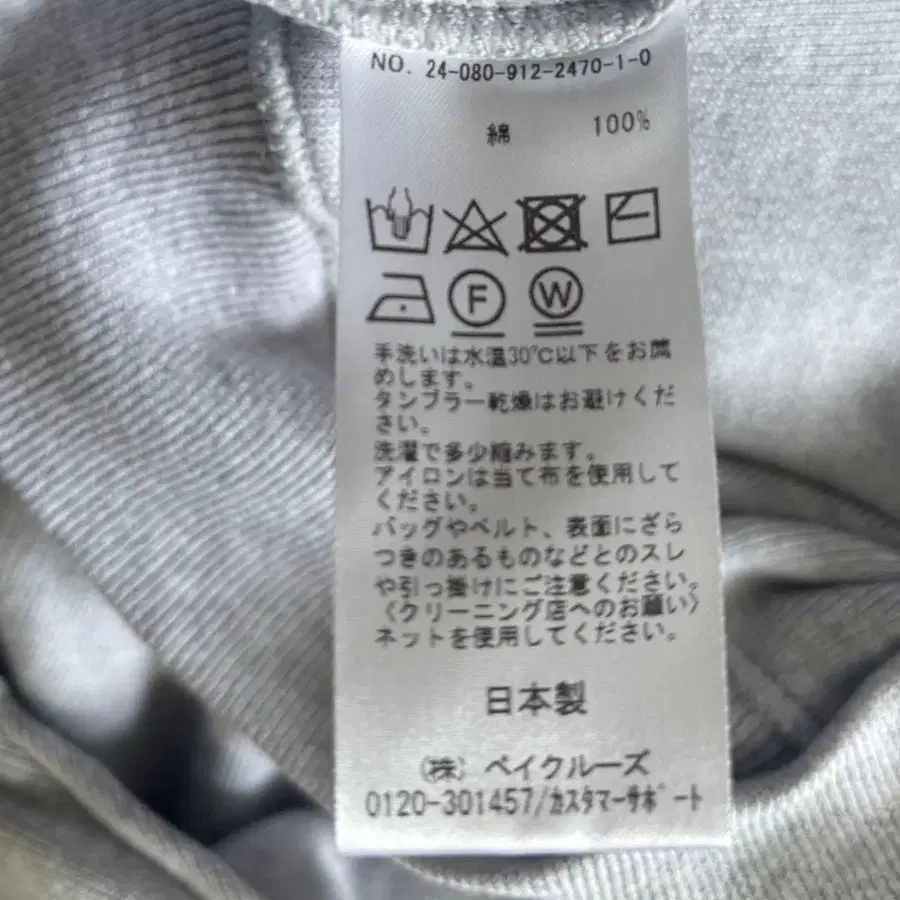 NO. 24-080-912-2470-1-0
綿 100%
F W
手洗いは水温30℃以下をお薦
めします。
タンブラー乾燥はお避けくだ
さい。
洗濯で多少縮みます。
アイロンは当て布を使用して
ください。
バッグやベルト、表面にざら
つきのあるものなどとのスレ
や引っ掛けにご注意ください。
〈クリーニング店へのお願い〉
ネットを使用してください。
日本製
(株) ベイクルーズ
0120-301457/カスタマーサポート